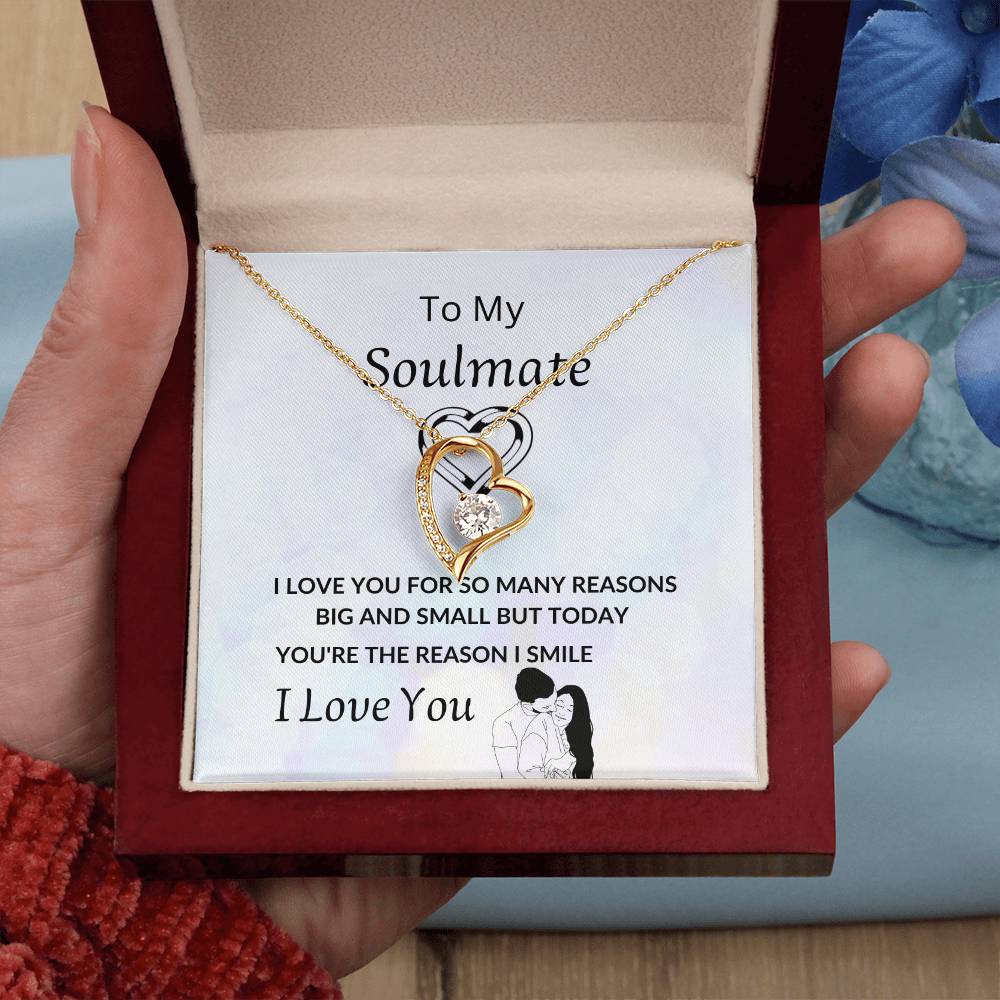 To My
Soulmate
I LOVE YOU FOR SO MANY REASONS
BIG AND SMALL BUT TODAY
YOU'RE THE REASON I SMILE
I Love You